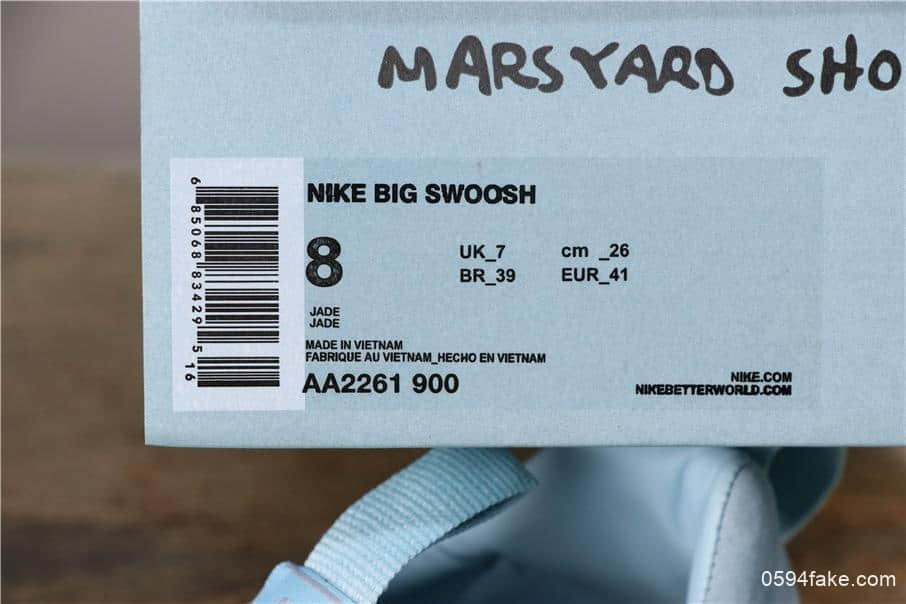 MARSYARD SHO
NIKE BIG SWOOSH
8
UK_7 cm _26
BR_39 EUR_41
JADE
JADE
MADE IN VIETNAM
FABRIQUE AU VIETNAM_HECHO EN VIETNAM
AA2261 900
NIKE.COM
NIKEBETTERWORLD.COM
6 85068 83429 5 16
0594fake.com